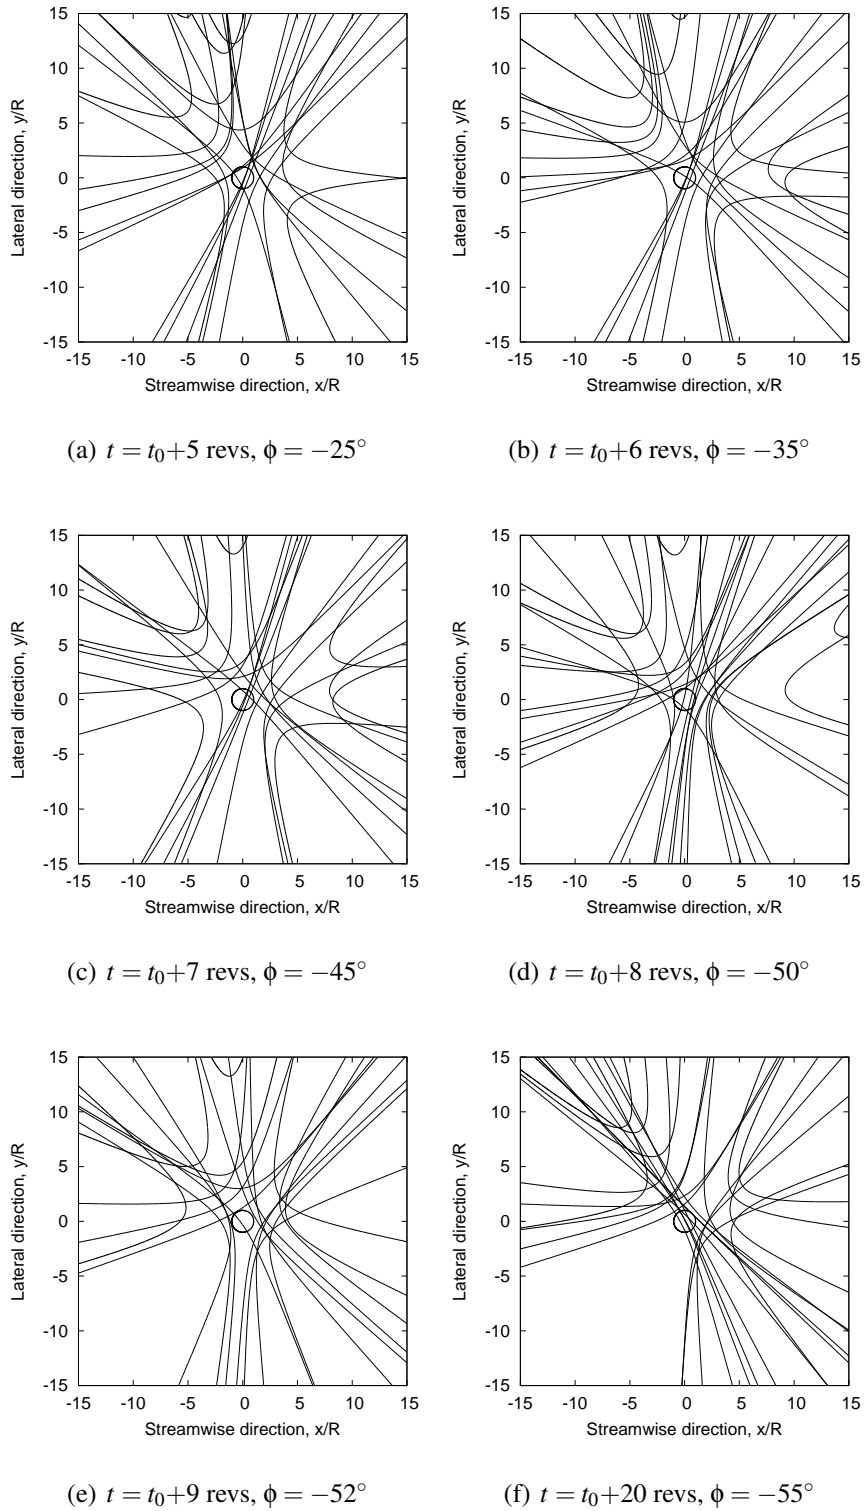 15
10
5
0
-5
-10
-15
-15 -10 -5 0 5 10 15
Lateral direction, y/R
Streamwise direction, x/R
(a) t = t0+5 revs, ϕ = −25°
15
10
5
0
-5
-10
-15
-15 -10 -5 0 5 10 15
Lateral direction, y/R
Streamwise direction, x/R
(b) t = t0+6 revs, ϕ = −35°
15
10
5
0
-5
-10
-15
-15 -10 -5 0 5 10 15
Lateral direction, y/R
Streamwise direction, x/R
(c) t = t0+7 revs, ϕ = −45°
15
10
5
0
-5
-10
-15
-15 -10 -5 0 5 10 15
Lateral direction, y/R
Streamwise direction, x/R
(d) t = t0+8 revs, ϕ = −50°
15
10
5
0
-5
-10
-15
-15 -10 -5 0 5 10 15
Lateral direction, y/R
Streamwise direction, x/R
(e) t = t0+9 revs, ϕ = −52°
15
10
5
0
-5
-10
-15
-15 -10 -5 0 5 10 15
Lateral direction, y/R
Streamwise direction, x/R
(f) t = t0+20 revs, ϕ = −55°